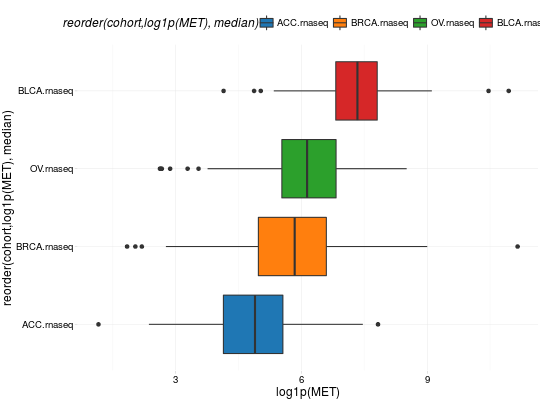 reorder(cohort,log1p(MET), median) ACC.rnaseq BRCA.rnaseq OV.rnaseq BLCA.rnas
BLCA.rnaseq
OV.rnaseq
BRCA.rnaseq
ACC.rnaseq
reorder(cohort,log1p(MET), median)
3 6 9
log1p(MET)